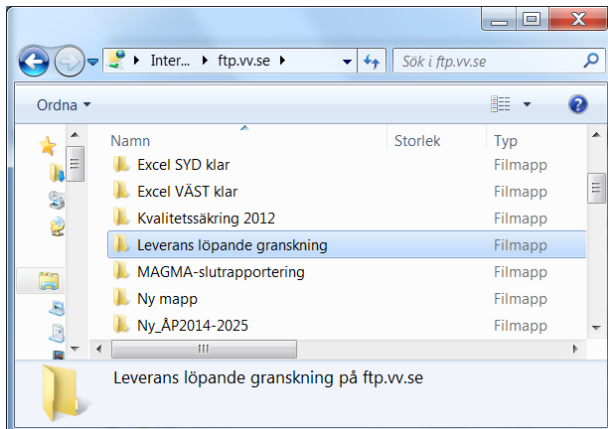 Inter... ftp.vv.se Sök i ftp.vv.se
Ordna
Namn Storlek Typ
Excel SYD klar Filmapp
Excel VÄST klar Filmapp
Kvalitetssäkring 2012 Filmapp
Leverans löpande granskning Filmapp
MAGMA-slutrapportering Filmapp
Ny mapp Filmapp
Ny_ÅP2014-2025 Filmapp
Leverans löpande granskning på ftp.vv.se